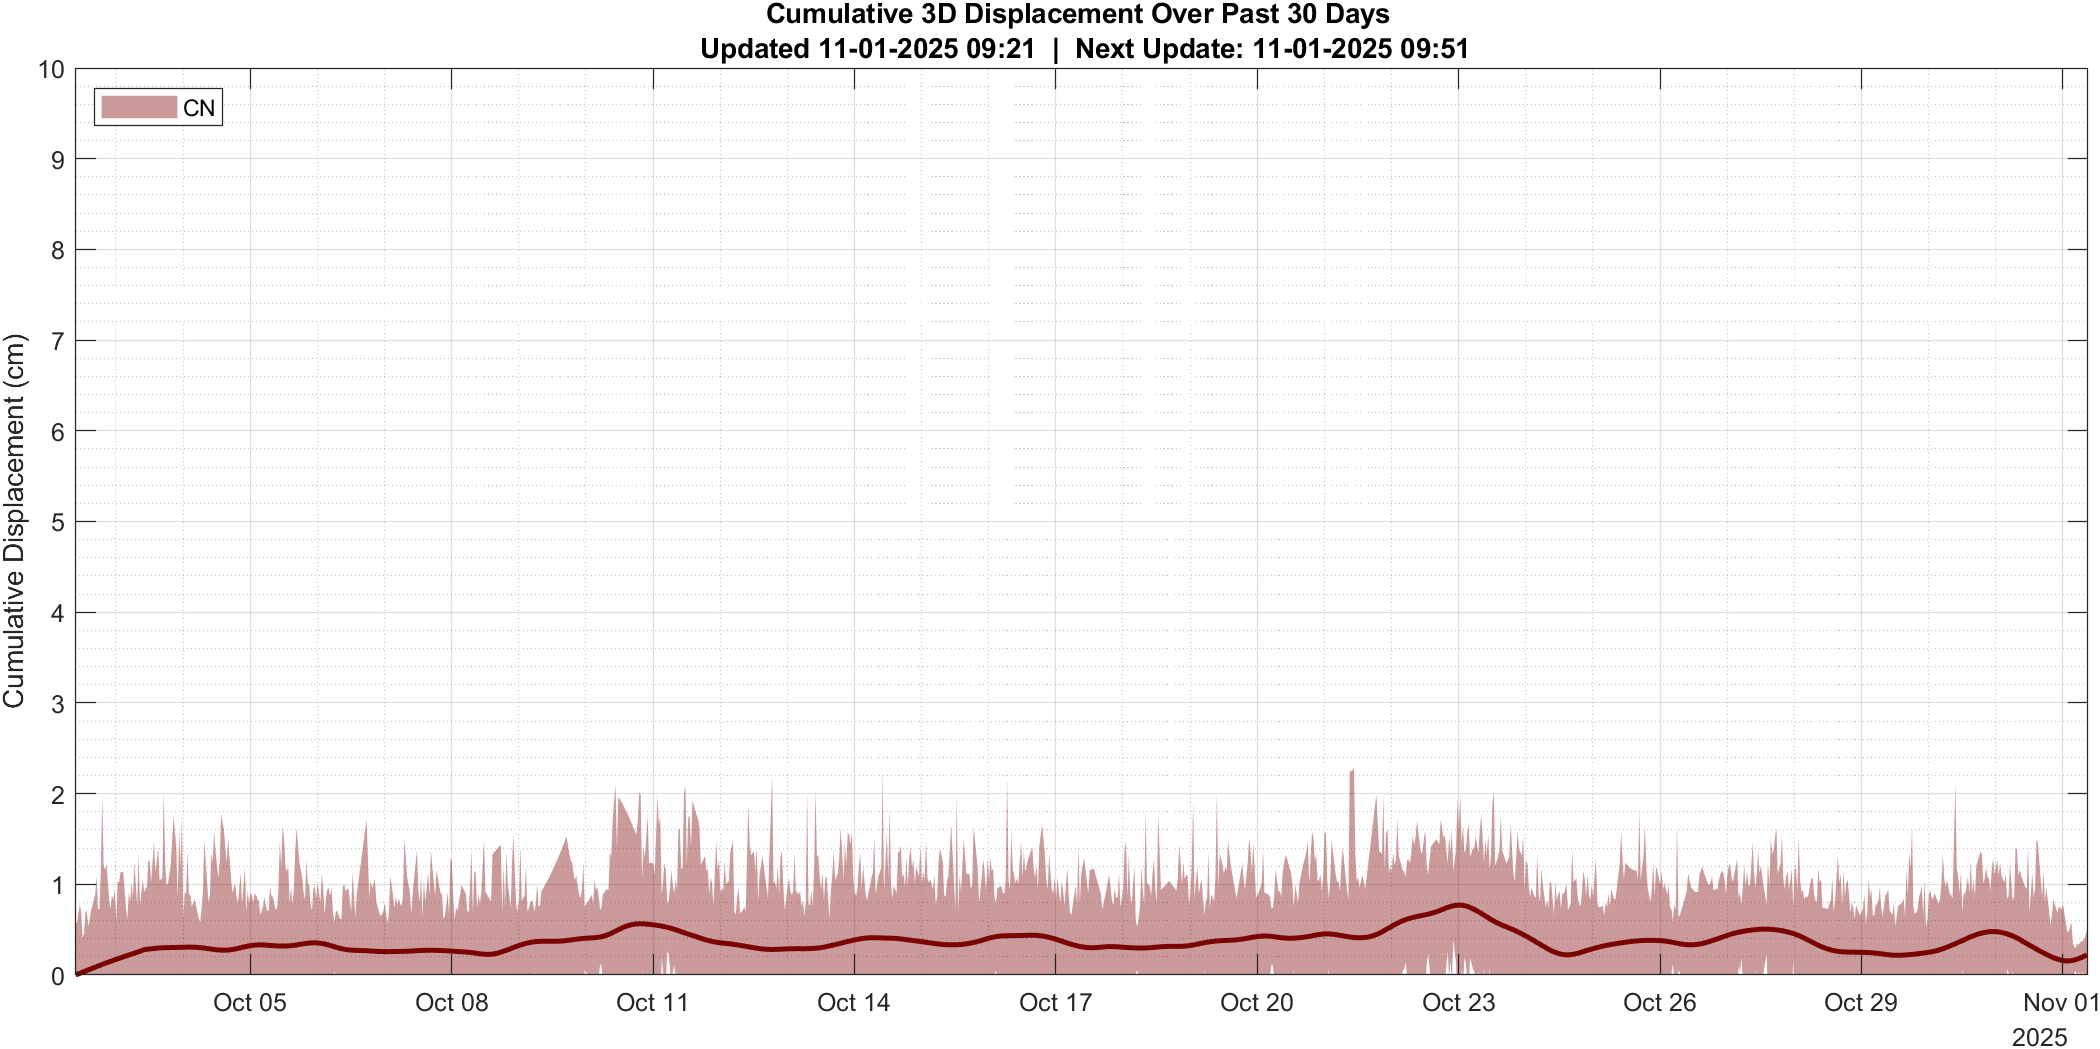 Cumulative 3D Displacement Over Past 30 Days
Updated 11-01-2025 09:21 | Next Update: 11-01-2025 09:51
CN
Cumulative Displacement (cm)
10
9
8
7
6
5
4
3
2
1
0
Oct 05 Oct 08 Oct 11 Oct 14 Oct 17 Oct 20 Oct 23 Oct 26 Oct 29 Nov 01
2025